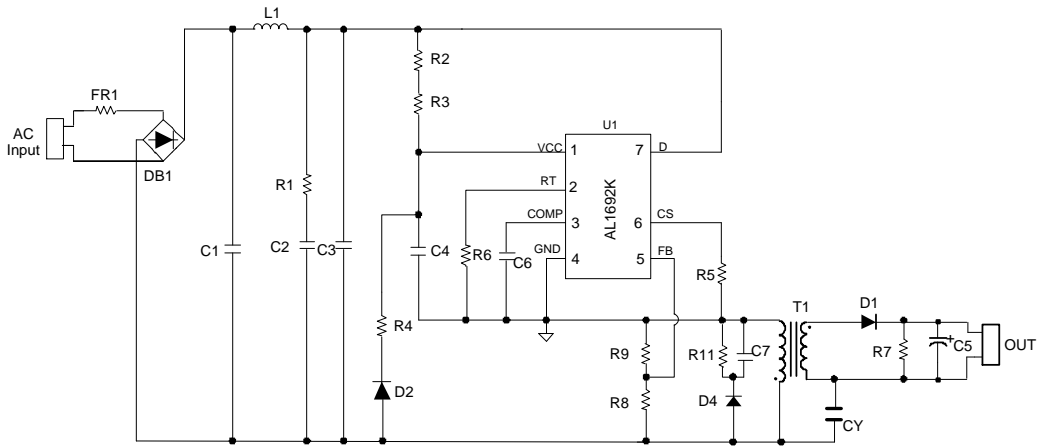 L1
R2
FR1
R3
U1
AC
Input
VCC 1 7 D
DB1
R1
RT 2
AL1692K
COMP 3 6 CS
C1
C2
C3
C4
R6
C6
GND 4 5 FB
R5
T1
D1
R4
R9
R11
C7
R7
+
C5
OUT
D2
R8
D4
CY